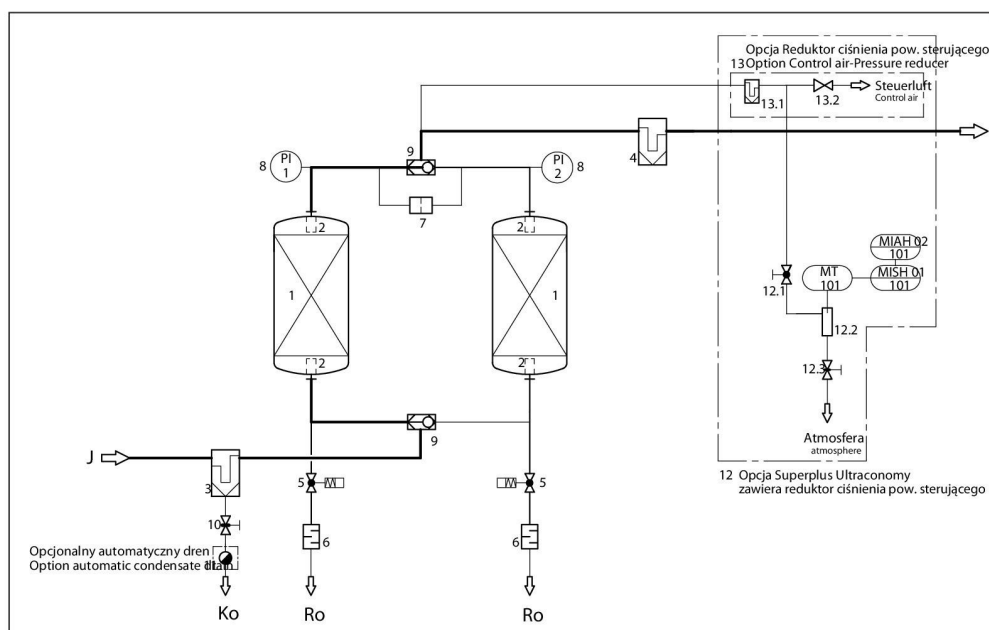 Opcja Reduktor ciśnienia pow. sterującego
13 Option Control air-Pressure reducer
13.1
13.2
Steuerluft
Control air
9
4
8
PI
1
PI
2
8
7
2
2
1
1
2
2
MIAH 02
101
MT
101
MISH 01
101
12.1
12.2
12.3
Atmosfera
atmosphere
9
J
3
5
5
12 Opcja Superplus Ultraconomy
zawiera reduktor ciśnienia pow. sterującego
10
6
6
Opcjonalny automatyczny dren
Option automatic condensate
Ko
Ro
Ro